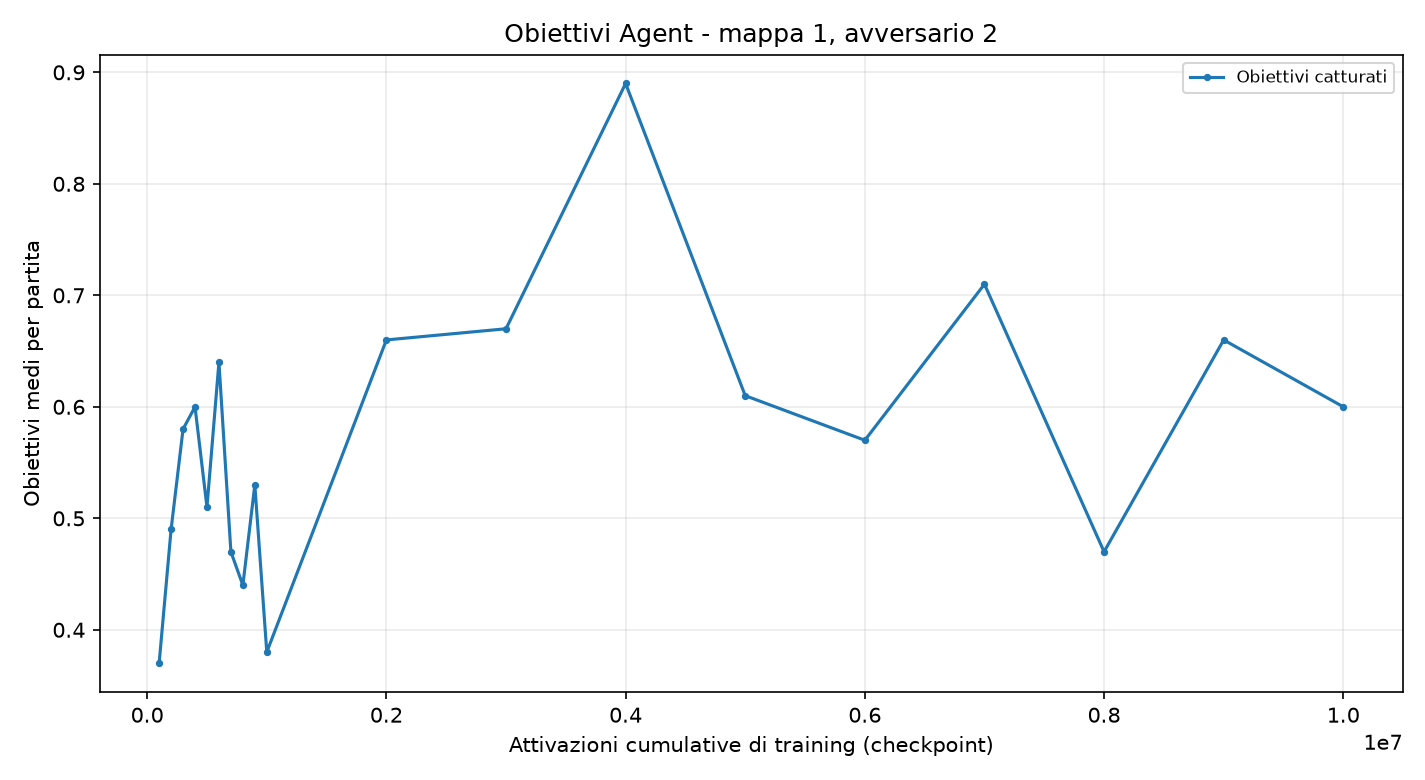 Obiettivi Agent - mappa 1, avversario 2
Obiettivi catturati
Obiettivi medi per partita
0.9
0.8
0.7
0.6
0.5
0.4
0.0
0.2
0.4
0.6
0.8
1.0
1e7
Attivazioni cumulative di training (checkpoint)